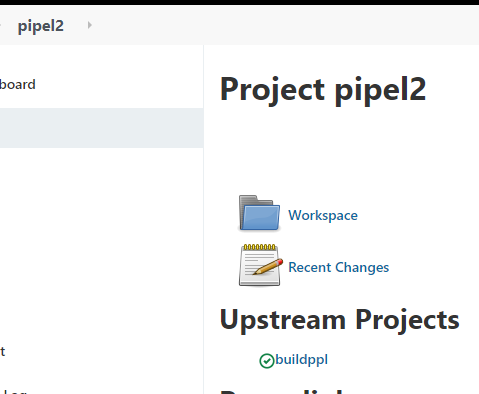 pipel2
board
Project pipel2
Workspace
Recent Changes
Upstream Projects
buildppl
t